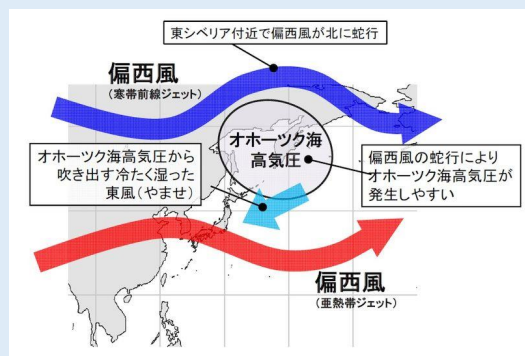 東シベリア付近で偏西風が北に蛇行
偏西風
（寒帯前線ジェット）
オホーツク海
高気圧
オホーツク海高気圧から
吹き出す冷たく湿った
東風（やませ）
偏西風の蛇行により
オホーツク海高気圧が
発生しやすい
偏西風
（亜熱帯ジェット）